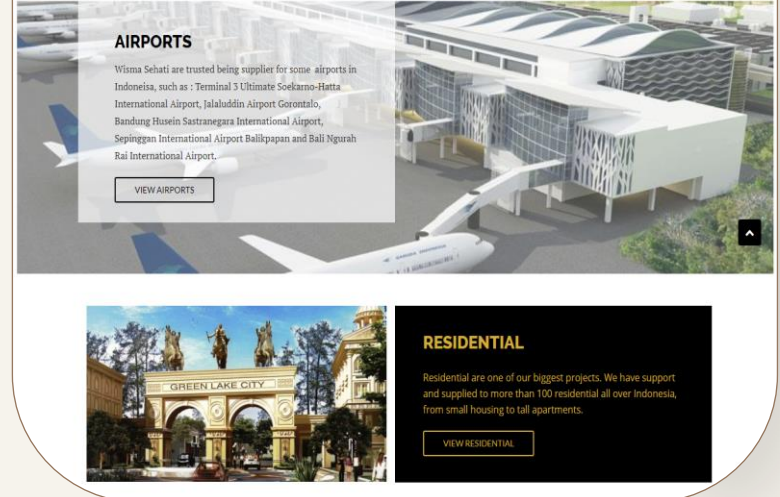 AIRPORTS
Wisma Sehati are trusted being supplier for some airports in
Indoneisa, such as : Terminal 3 Ultimate Soekarno-Hatta
International Airport, Jalaluddin Airport Gorontalo,
Bandung Husein Sastranegara International Airport,
Sepinggan International Airport Balikpapan and Bali Ngurah
Rai International Airport.
VIEW AIRPORTS
GARUDA INDONESIA
GREEN LAKE CITY
RESIDENTIAL
Residential are one of our biggest projects. We have support
and supplied to more than 100 residential all over Indonesia,
from small housing to tall apartments.
VIEW RESIDENTIAL